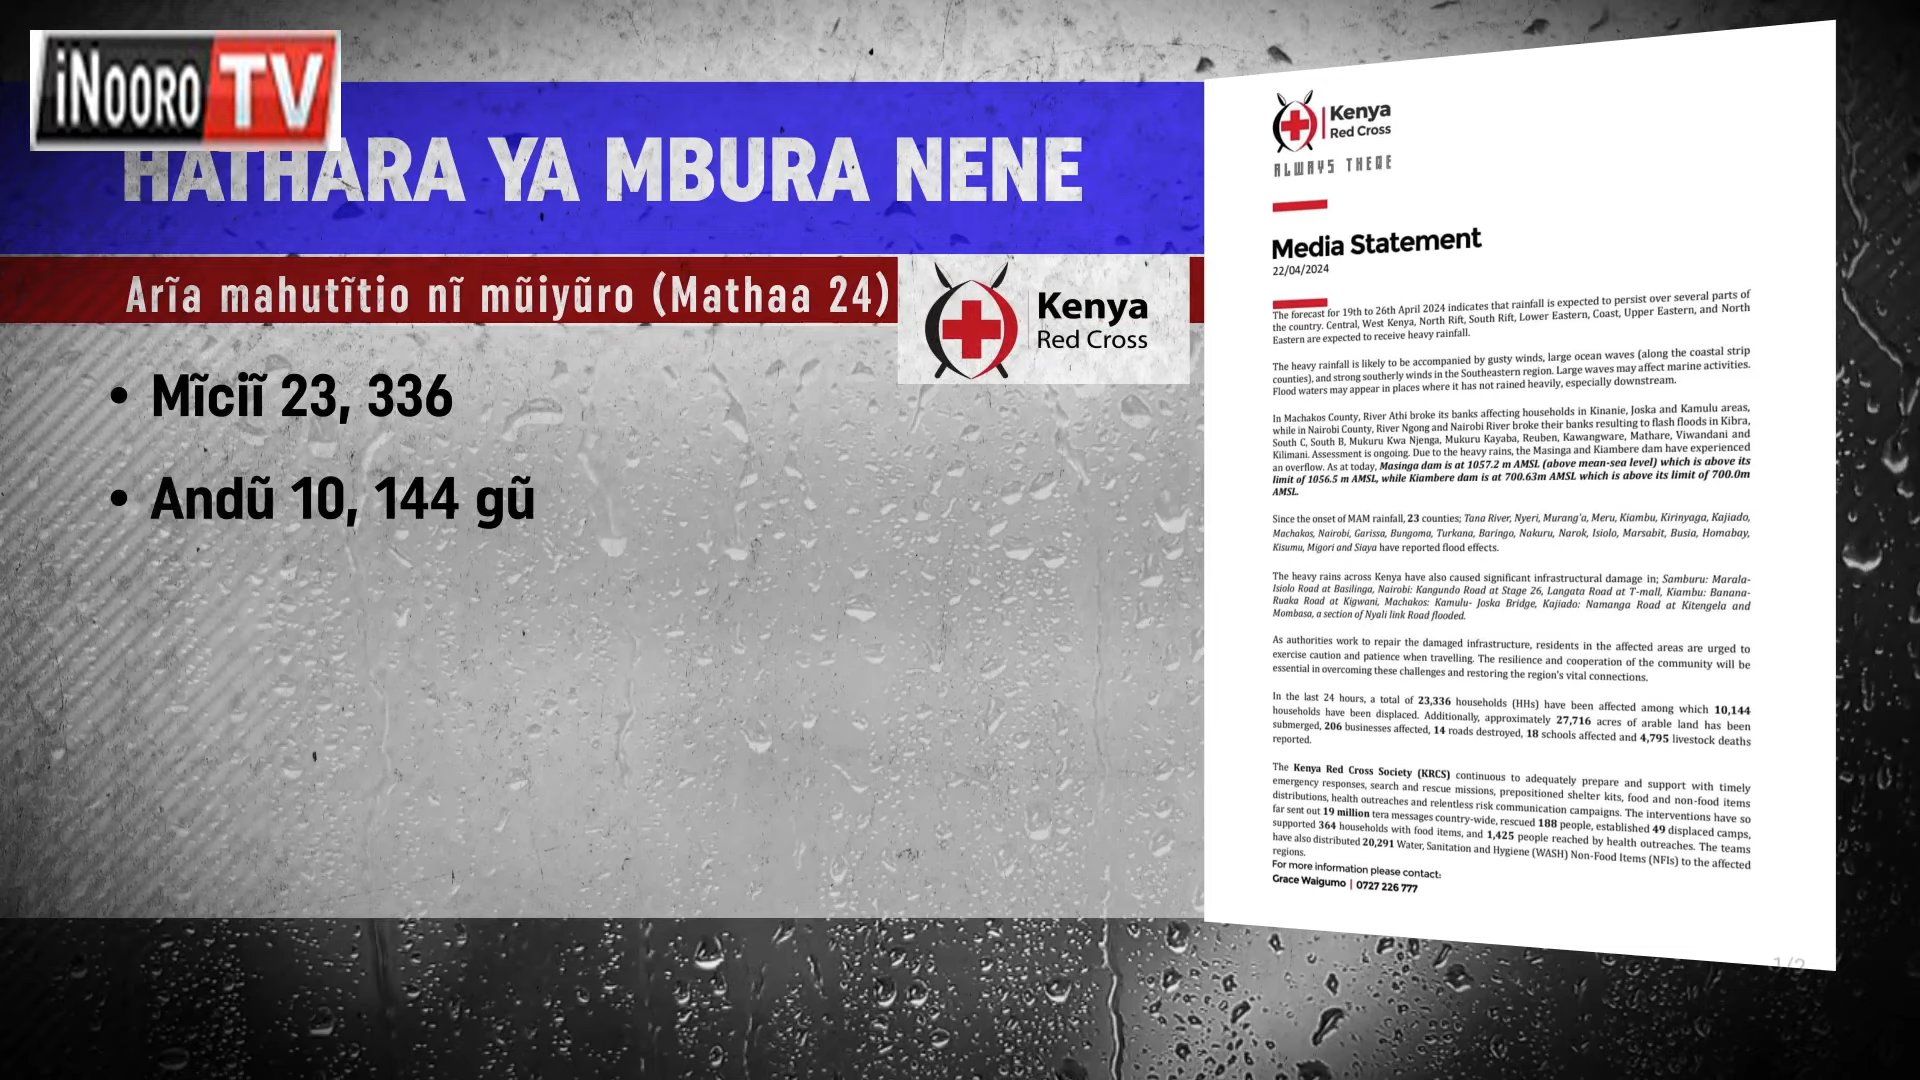 iNOORO TV
HATHARA YA MBURA NENE
Arĩa mahutĩtio nĩ mũiyũro (Mathaa 24)
Kenya
Red Cross
• Mĩciĩ 23, 336
• Andũ 10, 144 gũ
Kenya
Red Cross
ALWAYS THERE
Media Statement
22/04/2024
The forecast for 19th to 26th April 2024 indicates that rainfall is expected to persist over several parts of
the country. Central, West Kenya, North Rift, South Rift, Lower Eastern, Coast, Upper Eastern, and North
Eastern are expected to receive heavy rainfall.
The heavy rainfall is likely to be accompanied by gusty winds, large ocean waves (along the coastal strip
counties), and strong southerly winds in the Southeastern region. Large waves may affect marine activities.
Flood waters may appear in places where it has not rained heavily, especially downstream.
In Machakos County, River Athi broke its banks affecting households in Kinanie, Joska and Kamulu areas,
while in Nairobi County, River Ngong and Nairobi River broke their banks resulting to flash floods in Kibra,
South C, South B, Mukuru Kwa Njenga, Mukuru Kayaba, Reuben, Kawangware, Mathare, Viwandani and
Kilimani. Assessment is ongoing. Due to the heavy rains, the Masinga and Kiambere dam have experienced
an overflow. As at today, Masinga dam is at 1057.2 m AMSL (above mean-sea level) which is above its
limit of 1056.5 m AMSL, while Kiambere dam is at 700.63m AMSL which is above its limit of 700.0m
AMSL.
Since the onset of MAM rainfall, 23 counties; Tana River, Nyeri, Murang'a, Meru, Kiambu, Kirinyaga, Kajiado,
Machakos, Nairobi, Garissa, Bungoma, Turkana, Baringo, Nakuru, Narok, Isiolo, Marsabit, Busia, Homabay,
Kisumu, Migori and Siaya have reported flood effects.
The heavy rains across Kenya have also caused significant infrastructural damage in; Samburu: Marala-
Isiolo Road at Basilinga, Nairobi: Kangundo Road at Stage 26, Langata Road at T-mall, Kiambu: Banana-
Ruaka Road at Kigwani, Machakos: Kamulu- Joska Bridge, Kajiado: Namanga Road at Kitengela and
Mombasa, a section of Nyali link Road flooded.
As authorities work to repair the damaged infrastructure, residents in the affected areas are urged to
exercise caution and patience when travelling. The resilience and cooperation of the community will be
essential in overcoming these challenges and restoring the region's vital connections.
In the last 24 hours, a total of 23,336 households (HHs) have been affected among which 10,144
households have been displaced. Additionally, approximately 27,716 acres of arable land has been
submerged, 206 businesses affected, 14 roads destroyed, 18 schools affected and 4,795 livestock deaths
reported.
The Kenya Red Cross Society (KRCS) continuous to adequately prepare and support with timely
emergency responses, search and rescue missions, prepositioned shelter kits, food and non-food items
distributions, health outreaches and relentless risk communication campaigns. The interventions have so
far sent out 19 million tera messages country-wide, rescued 188 people, established 49 displaced camps,
supported 364 households with food items, and 1,425 people reached by health outreaches. The teams
have also distributed 20,291 Water, Sanitation and Hygiene (WASH) Non-Food Items (NFIs) to the affected
regions.
For more information please contact:
Grace Waigumo | 0727 226 777
1/2